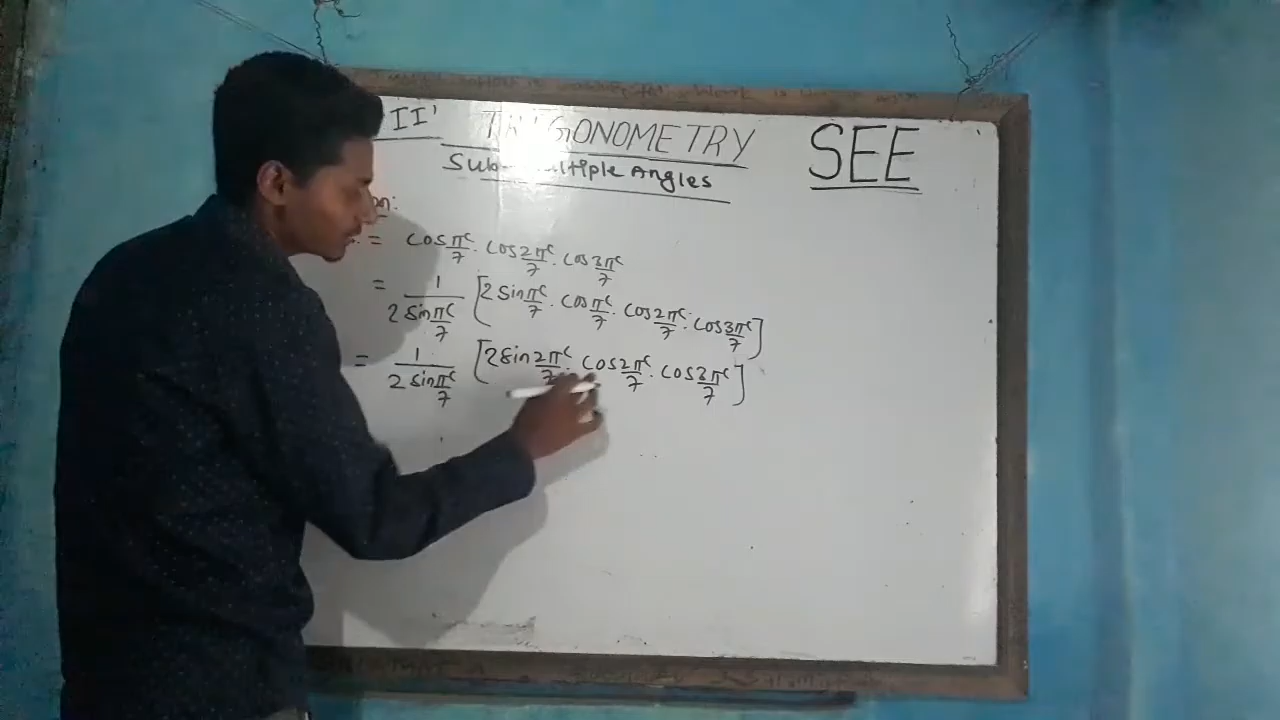 II' TRIGONOMETRY SEE
Sub-multiple Angles
n:
= cos π^c/7 . cos 2π^c/7 . cos 3π^c/7
= 1/(2 sin π^c/7) [2 sin π^c/7 . cos π^c/7 . cos 2π^c/7 . cos 3π^c/7]
= 1/(2 sin π^c/7) [2 sin 2π^c/7 . cos 2π^c/7 . cos 3π^c/7]